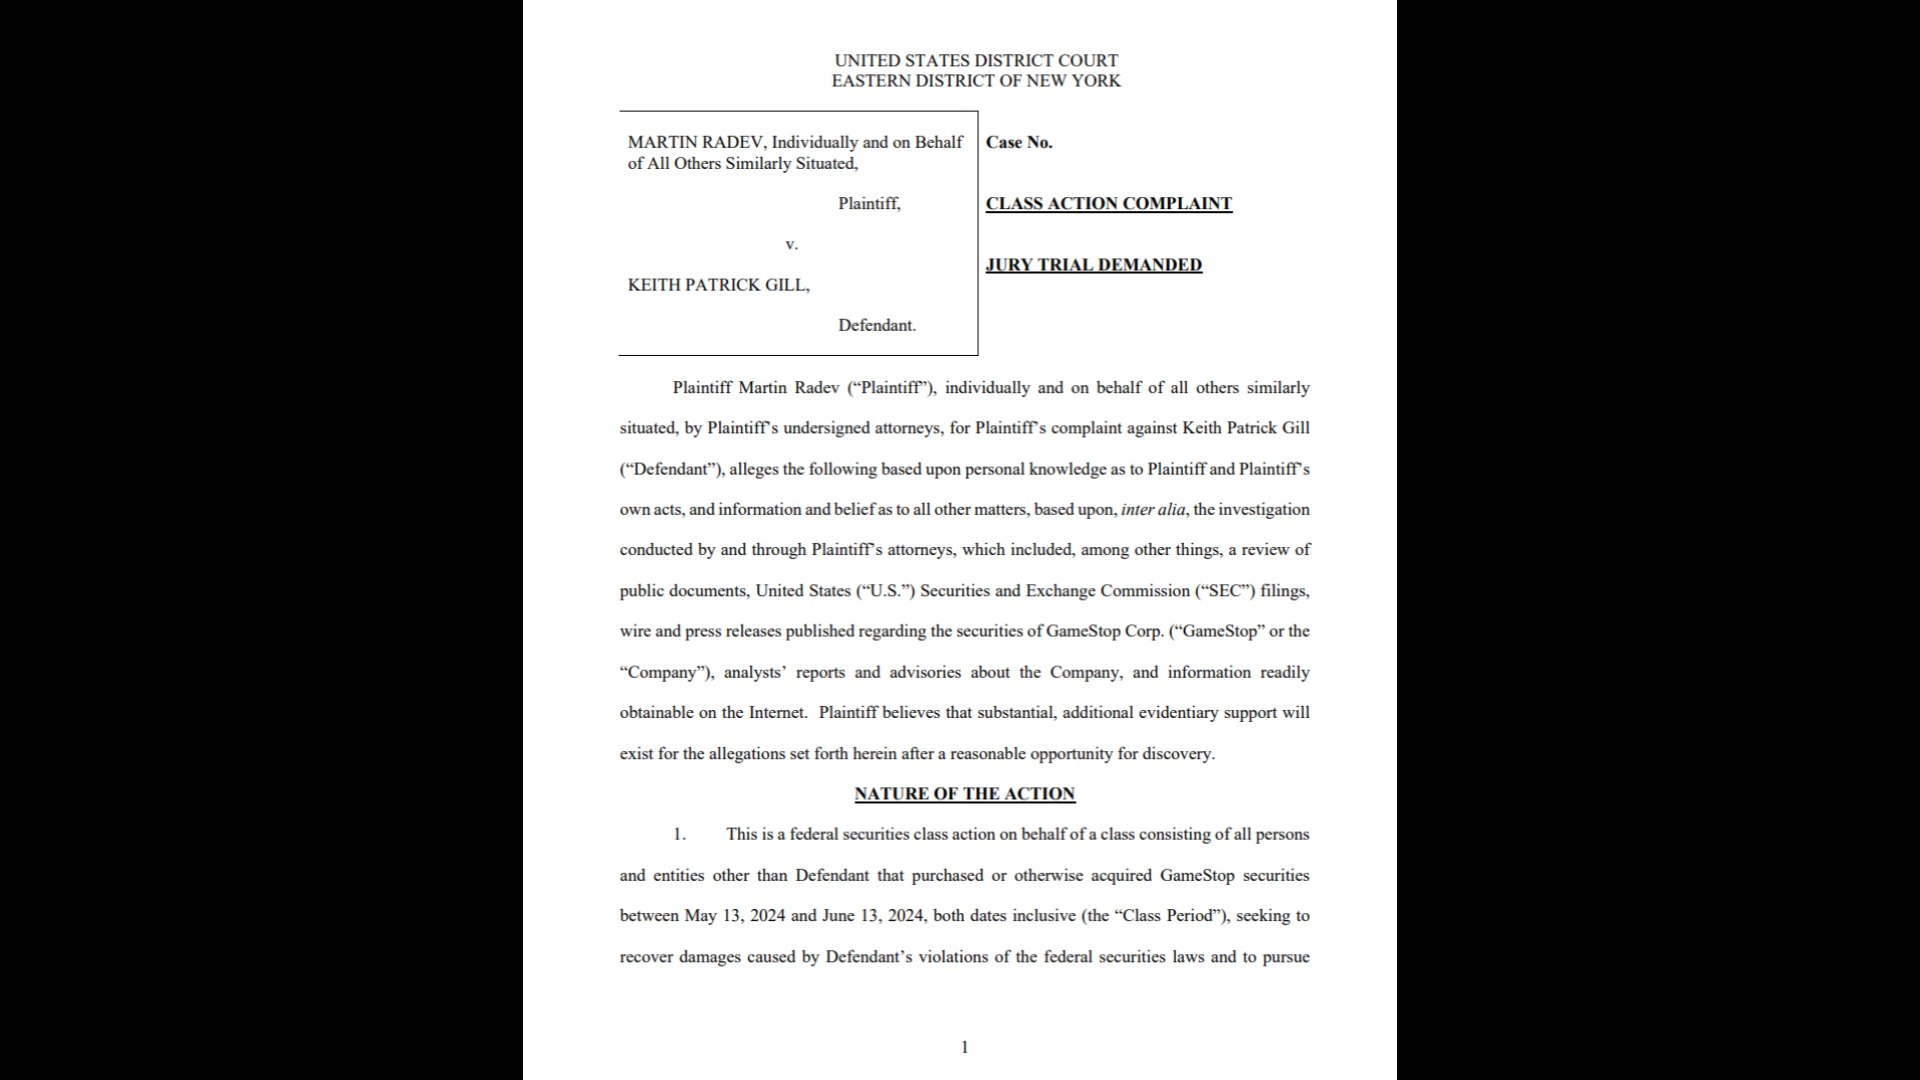 UNITED STATES DISTRICT COURT
EASTERN DISTRICT OF NEW YORK
MARTIN RADEV, Individually and on Behalf
of All Others Similarly Situated,
Plaintiff,
v.
KEITH PATRICK GILL,
Defendant.
Case No.
CLASS ACTION COMPLAINT
JURY TRIAL DEMANDED
Plaintiff Martin Radev (“Plaintiff”), individually and on behalf of all others similarly
situated, by Plaintiff’s undersigned attorneys, for Plaintiff’s complaint against Keith Patrick Gill
(“Defendant”), alleges the following based upon personal knowledge as to Plaintiff and Plaintiff’s
own acts, and information and belief as to all other matters, based upon, inter alia, the investigation
conducted by and through Plaintiff’s attorneys, which included, among other things, a review of
public documents, United States (“U.S.”) Securities and Exchange Commission (“SEC”) filings,
wire and press releases published regarding the securities of GameStop Corp. (“GameStop” or the
“Company”), analysts’ reports and advisories about the Company, and information readily
obtainable on the Internet.  Plaintiff believes that substantial, additional evidentiary support will
exist for the allegations set forth herein after a reasonable opportunity for discovery.
NATURE OF THE ACTION
1. This is a federal securities class action on behalf of a class consisting of all persons
and entities other than Defendant that purchased or otherwise acquired GameStop securities
between May 13, 2024 and June 13, 2024, both dates inclusive (the “Class Period”), seeking to
recover damages caused by Defendant’s violations of the federal securities laws and to pursue
1